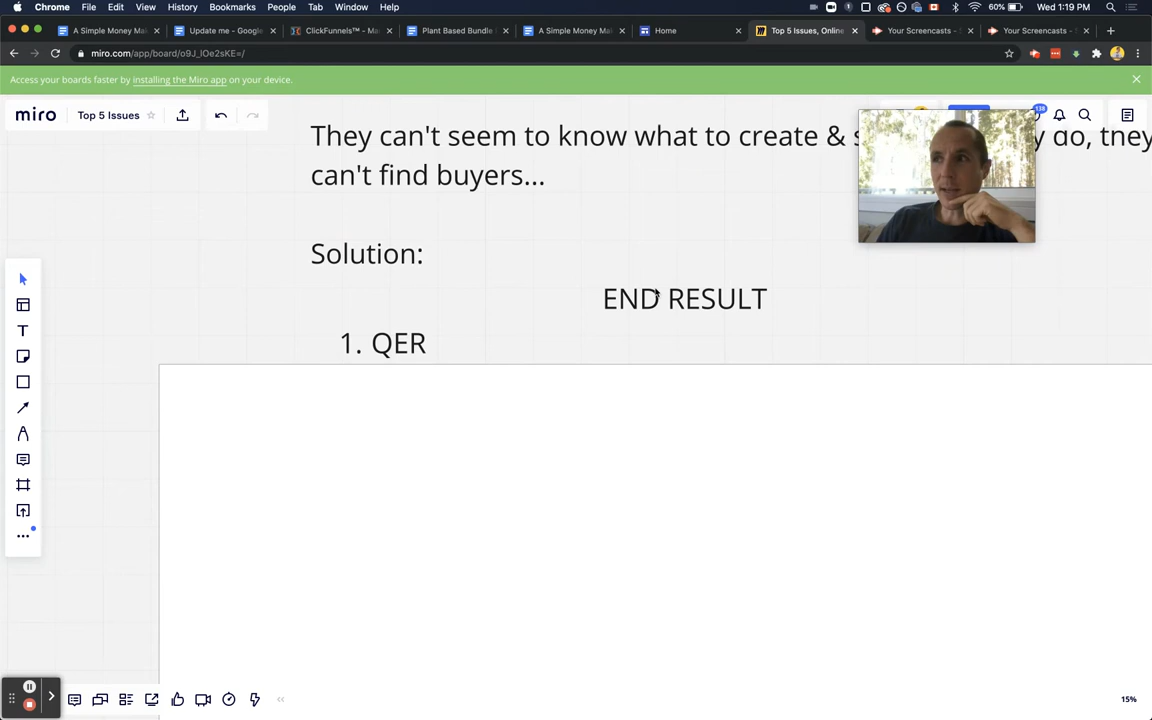 Chrome File Edit View History Bookmarks People Tab Window Help 60% Wed 1:19 PM
A Simple Money Ma Update me - Google ClickFunnels™ - Ma Plant Based Bundle A Simple Money Ma Home Top 5 Issues, Online Your Screencasts - S Your Screencasts - S
miro.com/app/board/o9J_lOe2sKE=/
Access your boards faster by installing the Miro app on your device.
miro Top 5 Issues 138
They can't seem to know what to create & s do, they
can't find buyers...
Solution:
END RESULT
1. QER
15%